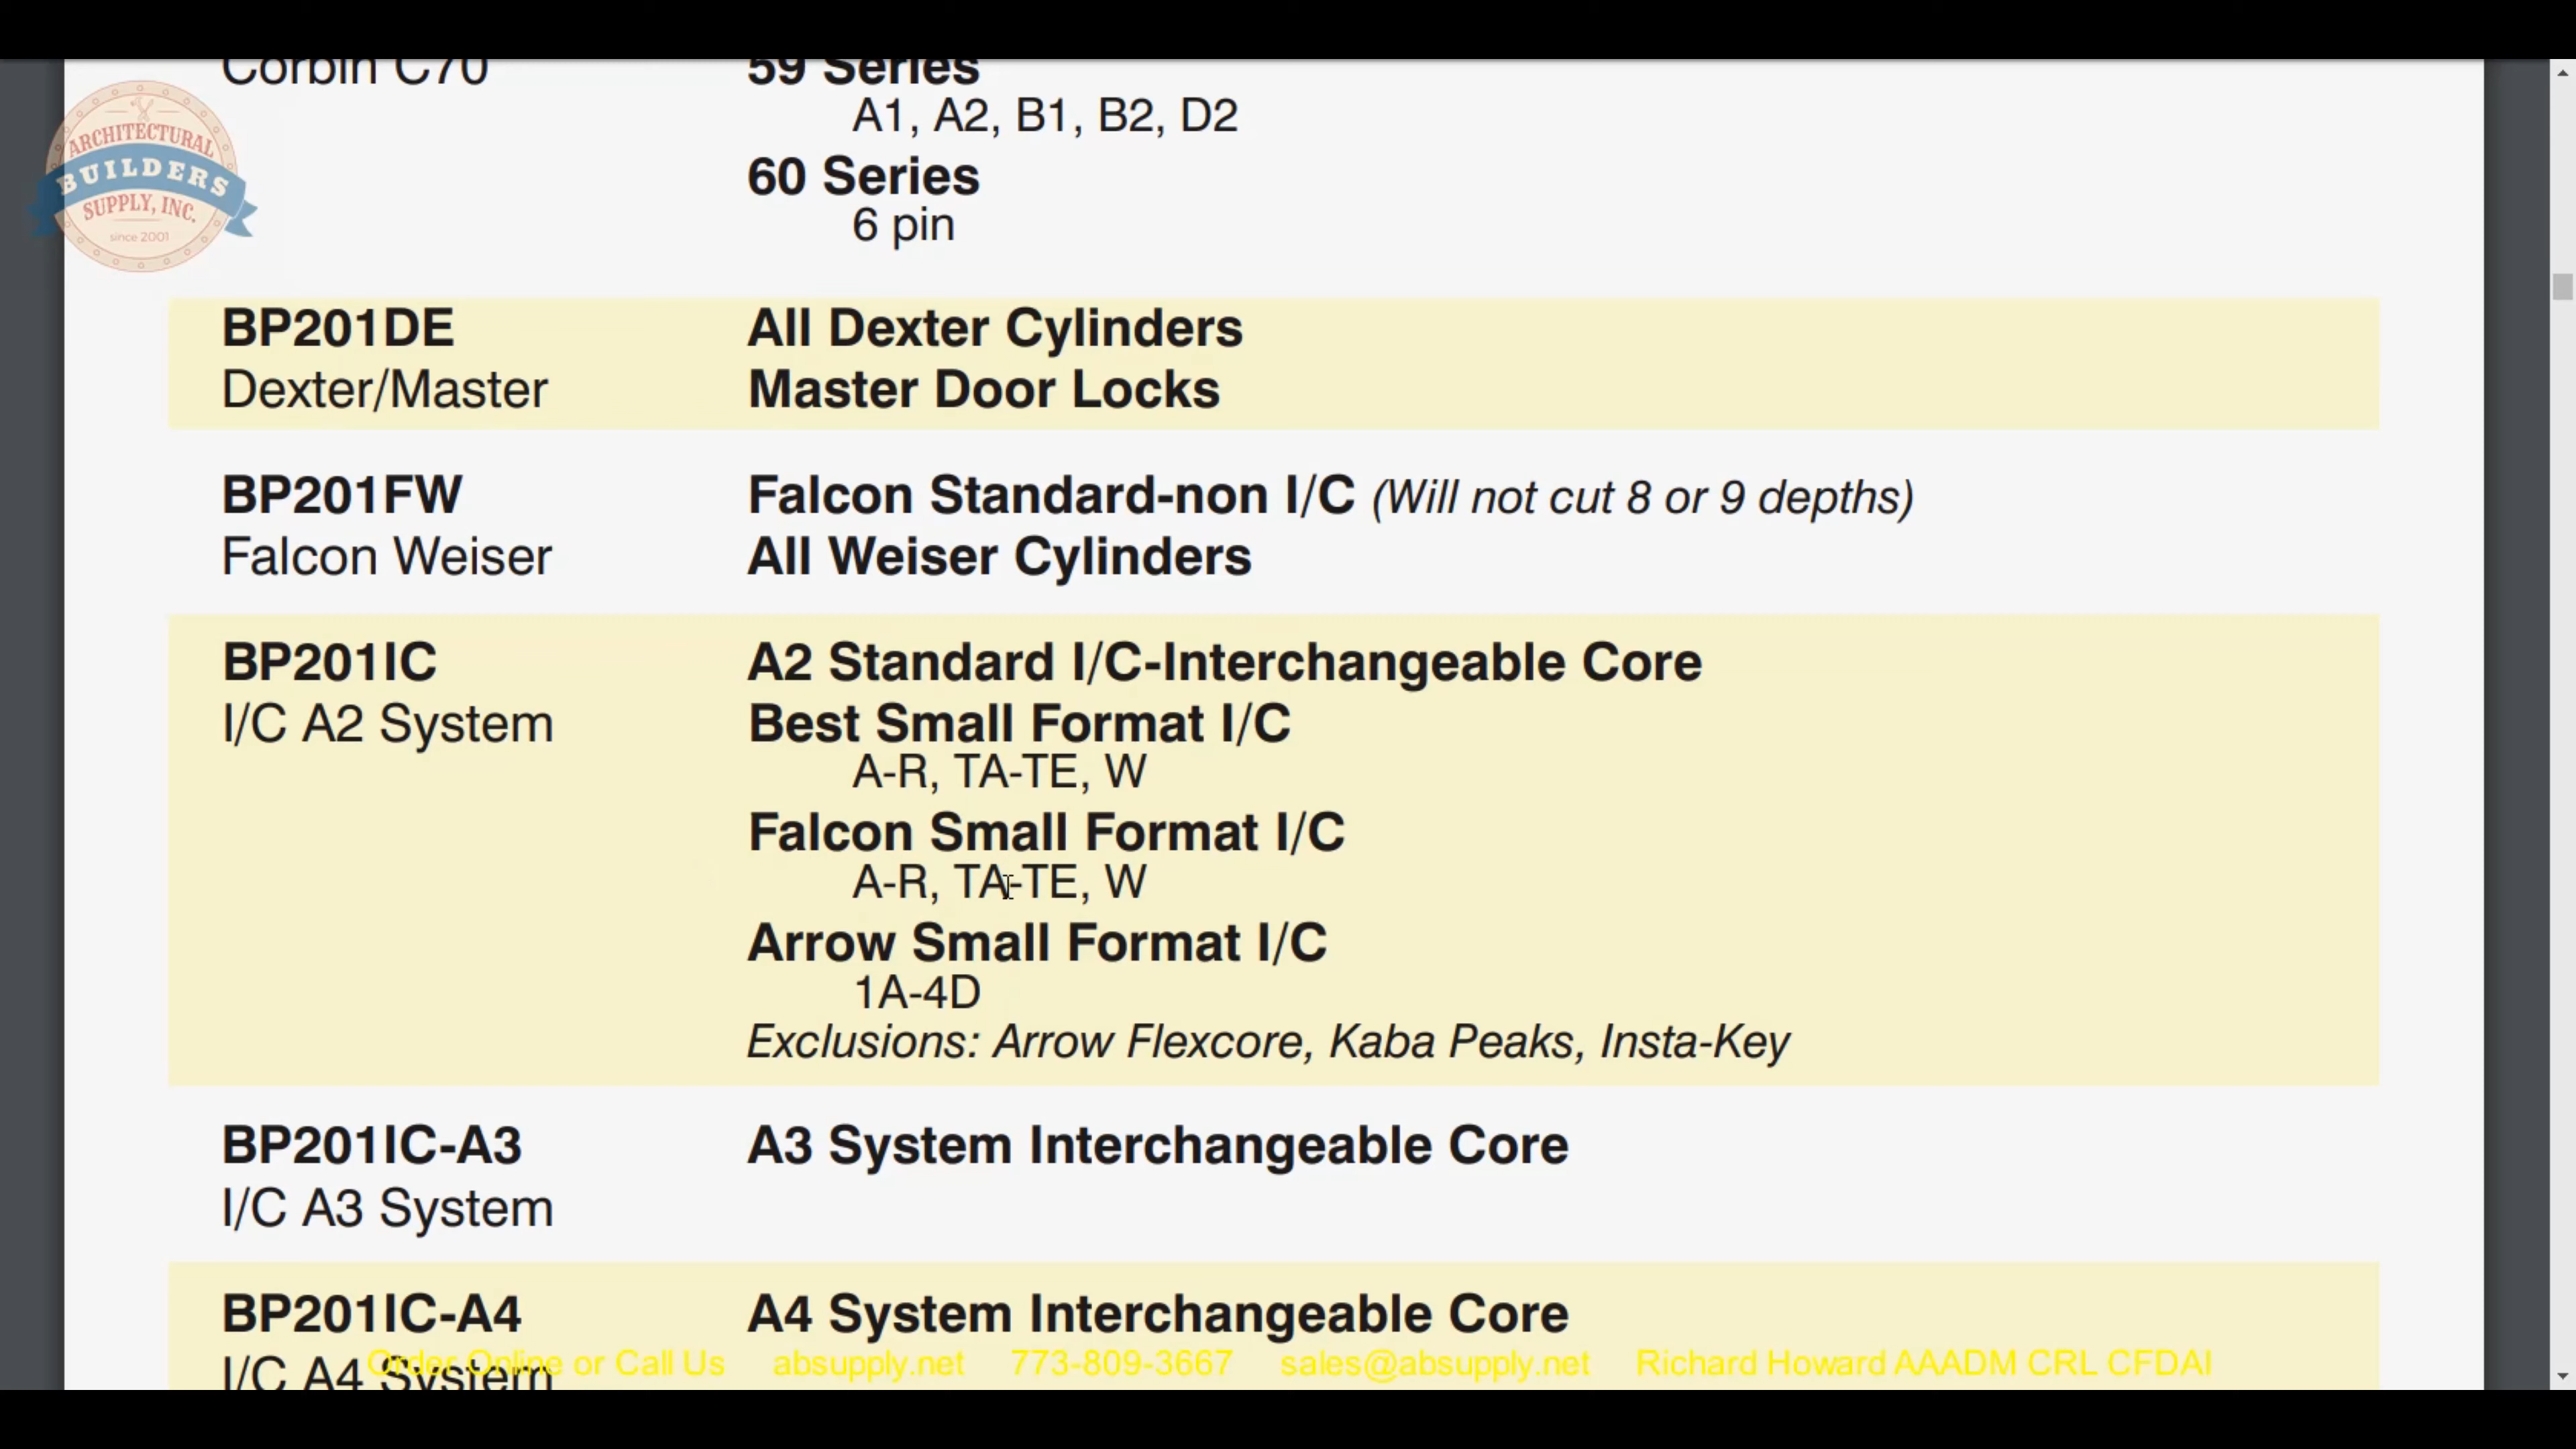 Corbin C70 59 Series
A1, A2, B1, B2, D2
60 Series
6 pin
ARCHITECTURAL
BUILDERS
SUPPLY, INC.
since 2001
BP201DE All Dexter Cylinders
Dexter/Master Master Door Locks
BP201FW Falcon Standard-non I/C (Will not cut 8 or 9 depths)
Falcon Weiser All Weiser Cylinders
BP201IC A2 Standard I/C-Interchangeable Core
I/C A2 System Best Small Format I/C
A-R, TA-TE, W
Falcon Small Format I/C
A-R, TA-TE, W
Arrow Small Format I/C
1A-4D
Exclusions: Arrow Flexcore, Kaba Peaks, Insta-Key
BP201IC-A3 A3 System Interchangeable Core
I/C A3 System
BP201IC-A4 A4 System Interchangeable Core
I/C A4 System
Order Online or Call Us absupply.net 773-809-3667 sales@absupply.net Richard Howard AAADM CRL CFDAI